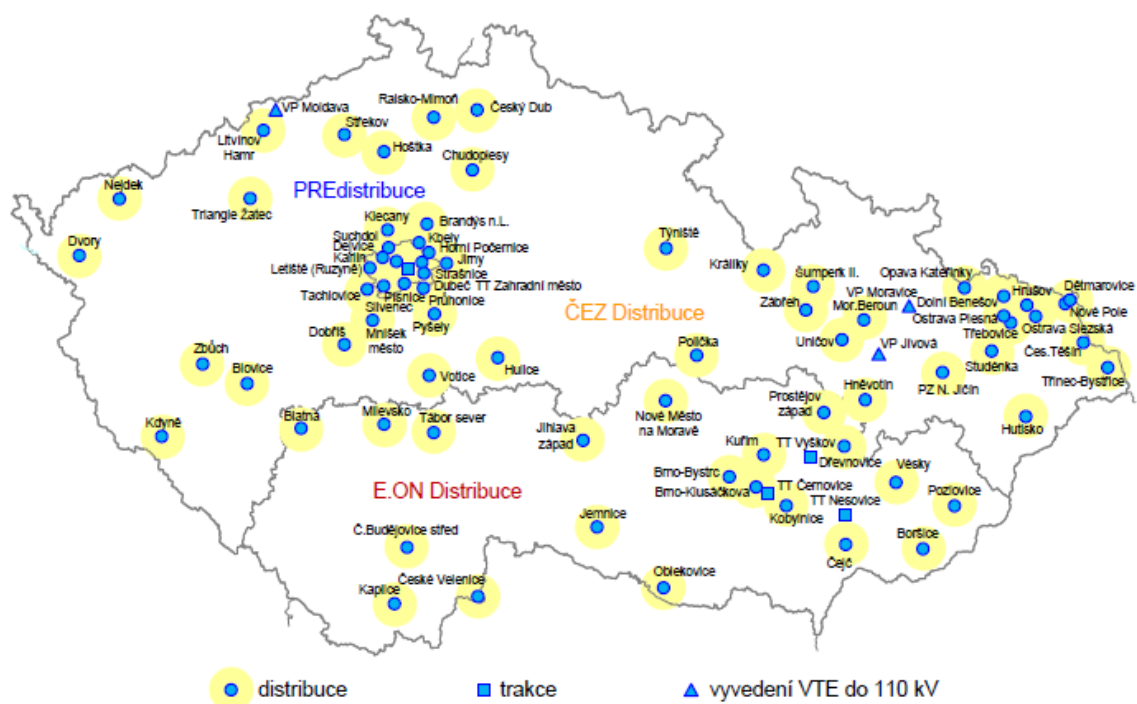 VP Moldava
Ralsko-Mimoň
Český Dub
Litvínov
Hamr
Střekov
Hoštka
Chudoplesy
Nejdek
Triangle Žatec
PREdistribuce
Dvory
Klecany
Brandýs n.L.
Suchdol
Kbely
Dejvice
Horní Počernice
Karlín
Jirny
Letiště (Ruzyně)
Strašnice
Dubeč TT Zahradní město
Tachlovice
Písnice
Průhonice
Slivenec
Mníšek
město
Pyšely
Dobříš
Týniště
Králíky
Šumperk II.
Zábřeh
Mor.Beroun
VP Moravice
Opava Kateřinky
Dolní Benešov
Hrušov
Dětmarovice
Nové Pole
Ostrava Plesná
Ostrava Slezská
Třebovice
ČEZ Distribuce
Uničov
VP Jívová
Studénka
Čes.Těšín
Třinec-Bystřice
PZ N. Jičín
Polička
Zbůch
Blovice
Votice
Hulice
Hněvotín
Prostějov
západ
Hutisko
Kdyně
Blatná
Milevsko
Tábor sever
Jihlava
západ
Nové Město
na Moravě
Kuřim
TT Vyškov
Dřevnovice
Brno-Bystrc
Brno-Klusáčkova
TT Černovice
TT Nesovice
Kobylnice
Vésky
Pozlovice
E.ON Distribuce
Jemnice
Č.Budějovice střed
Čejč
Boršice
České Velenice
Kaplice
Oblekovice
distribuce
trakce
vyvedení VTE do 110 kV